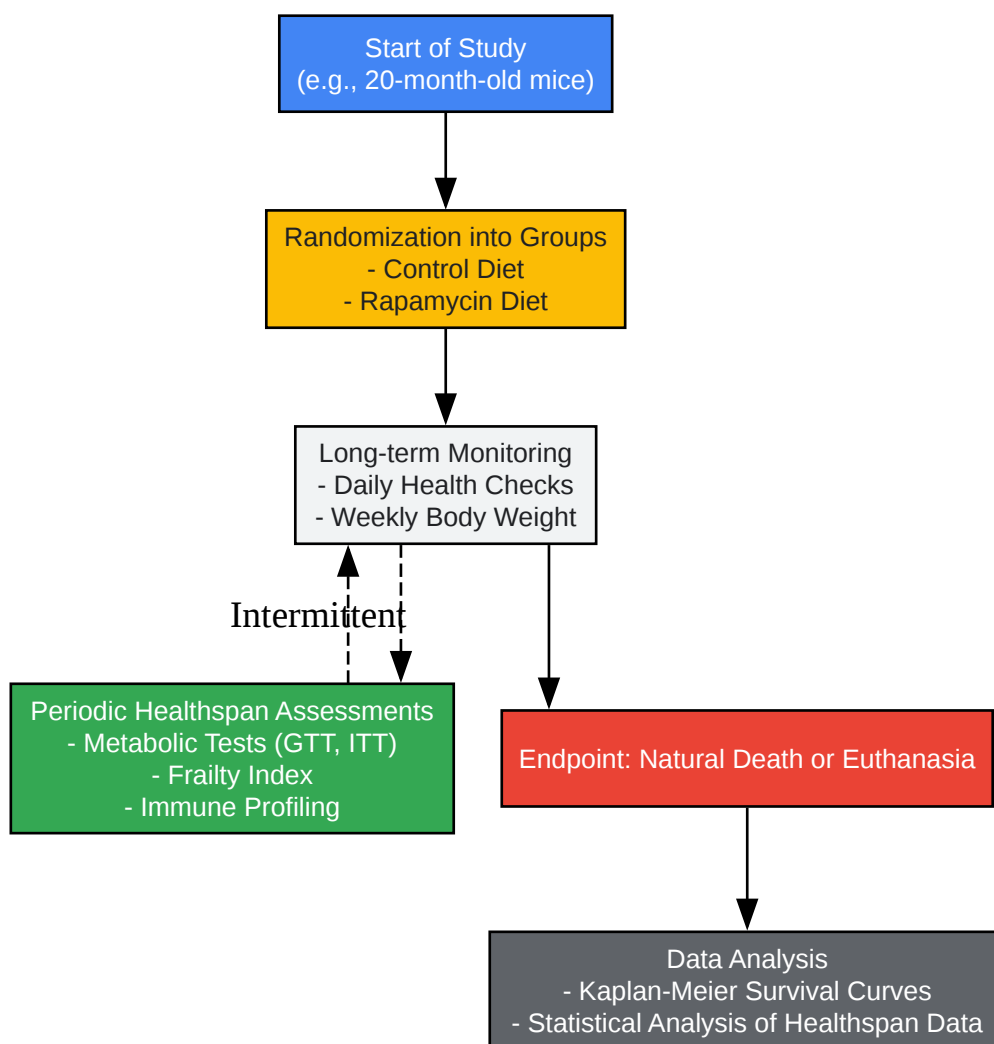 Start of Study
(e.g., 20-month-old mice)
Randomization into Groups
- Control Diet
- Rapamycin Diet
Long-term Monitoring
- Daily Health Checks
- Weekly Body Weight
Intermittent
Periodic Healthspan Assessments
- Metabolic Tests (GTT, ITT)
- Frailty Index
- Immune Profiling
Endpoint: Natural Death or Euthanasia
Data Analysis
- Kaplan-Meier Survival Curves
- Statistical Analysis of Healthspan Data